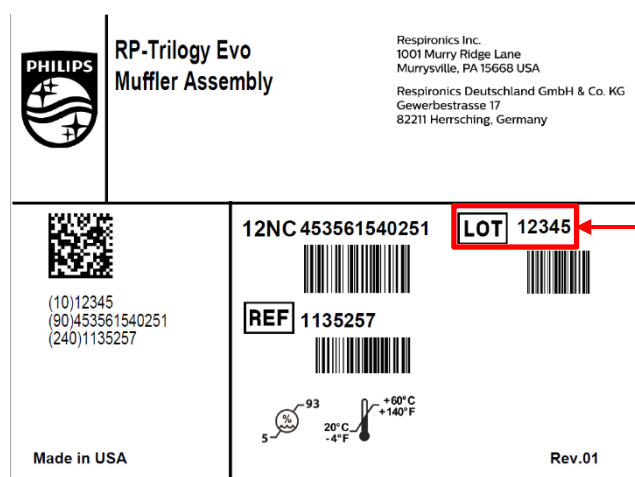 PHILIPS
RP-Trilogy Evo
Muffler Assembly
Respironics Inc.
1001 Murry Ridge Lane
Murrysville, PA 15668 USA
Respironics Deutschland GmbH & Co. KG
Gewerbestrasse 17
82211 Herrsching, Germany
(10)12345
(90)453561540251
(240)1135257
12NC 453561540251
LOT 12345
REF 1135257
93
%
5
+60°C
+140°F
20°C
-4°F
Made in USA
Rev.01